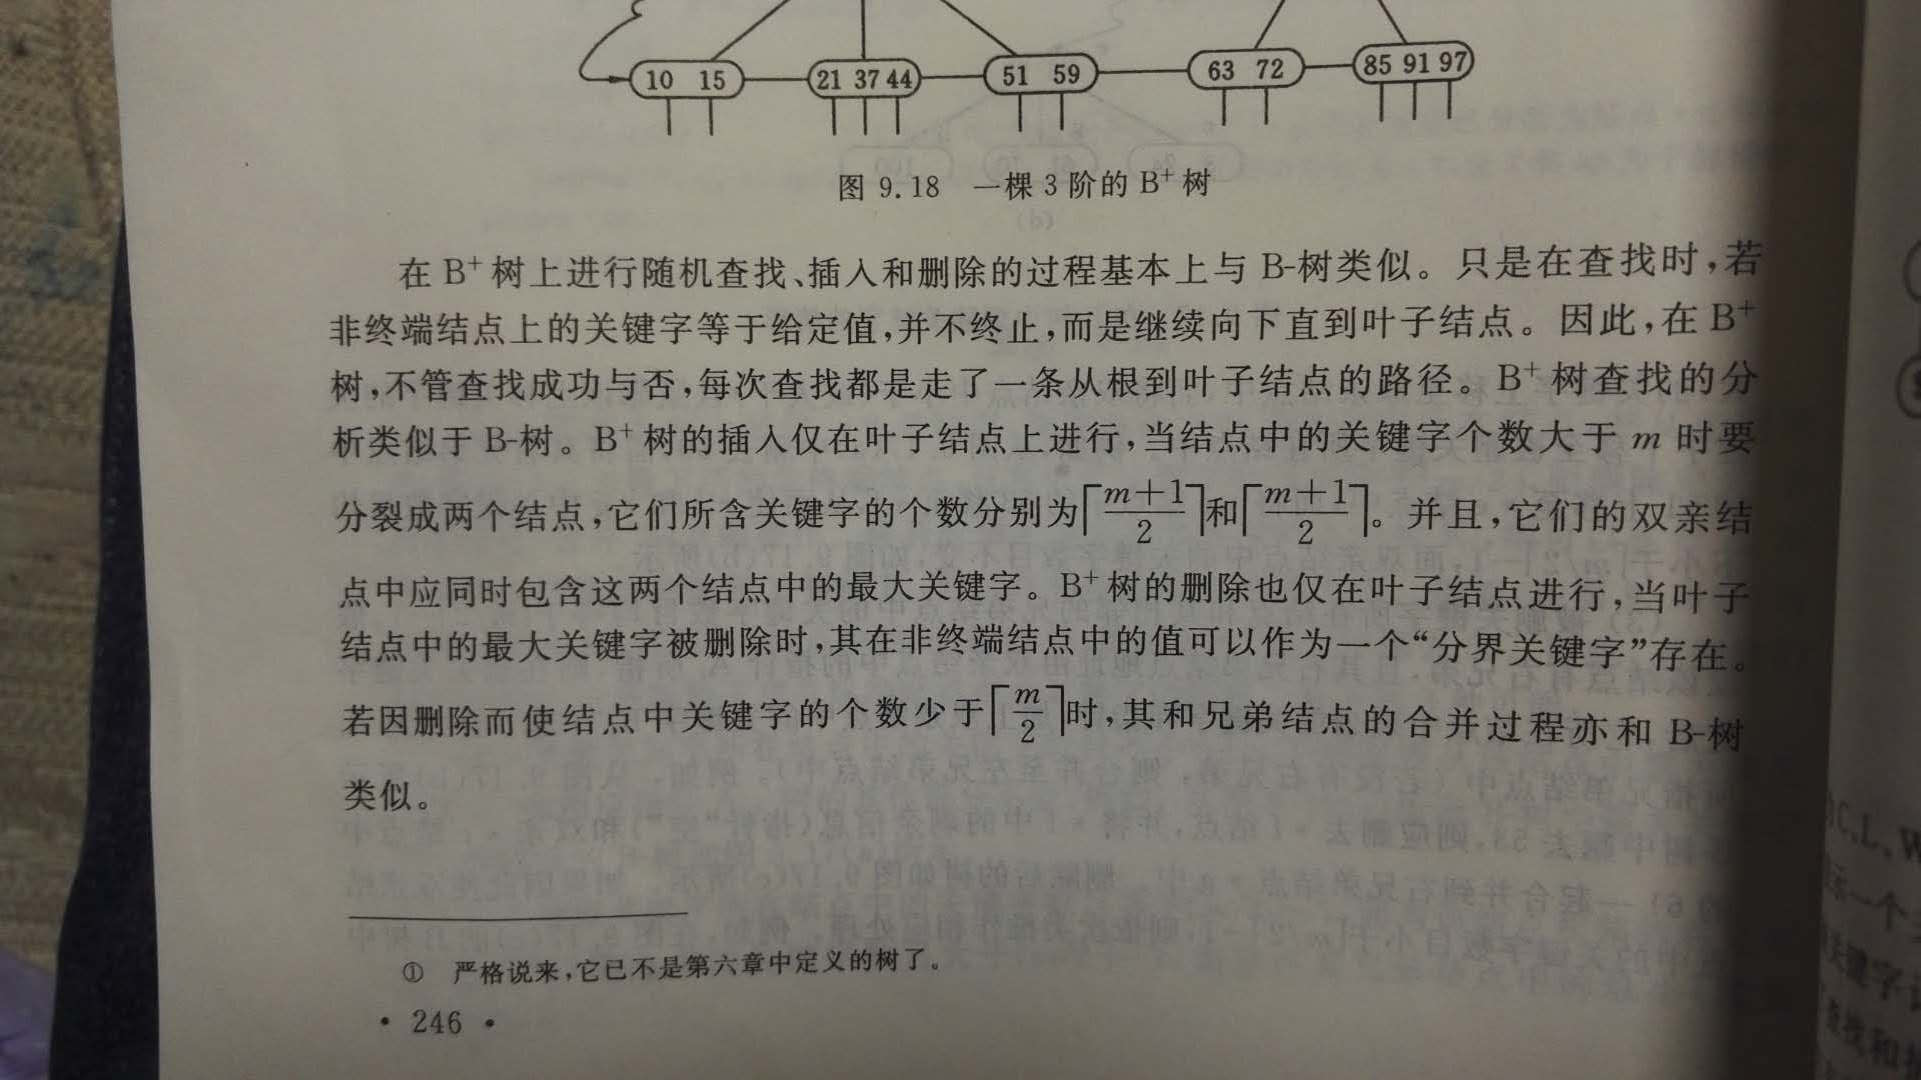 10 15 21 37 44 51 59 63 72 85 91 97
图 9.18 一棵 3 阶的 B⁺ 树
在 B⁺ 树上进行随机查找、插入和删除的过程基本上与 B-树类似。只是在查找时,若
非终端结点上的关键字等于给定值,并不终止,而是继续向下直到叶子结点。因此,在 B⁺
树,不管查找成功与否,每次查找都是走了一条从根到叶子结点的路径。B⁺ 树查找的分
析类似于 B-树。B⁺ 树的插入仅在叶子结点上进行,当结点中的关键字个数大于 m 时要
分裂成两个结点,它们所含关键字的个数分别为⌈(m+1)/2⌉和⌈(m+1)/2⌉。并且,它们的双亲结
点中应同时包含这两个结点中的最大关键字。B⁺ 树的删除也仅在叶子结点进行,当叶子
结点中的最大关键字被删除时,其在非终端结点中的值可以作为一个“分界关键字”存在。
若因删除而使结点中关键字的个数少于⌈m/2⌉时,其和兄弟结点的合并过程亦和 B-树
类似。
① 严格说来,它已不是第六章中定义的树了。
• 246 •
C.L.W
一个
关键字
查找和